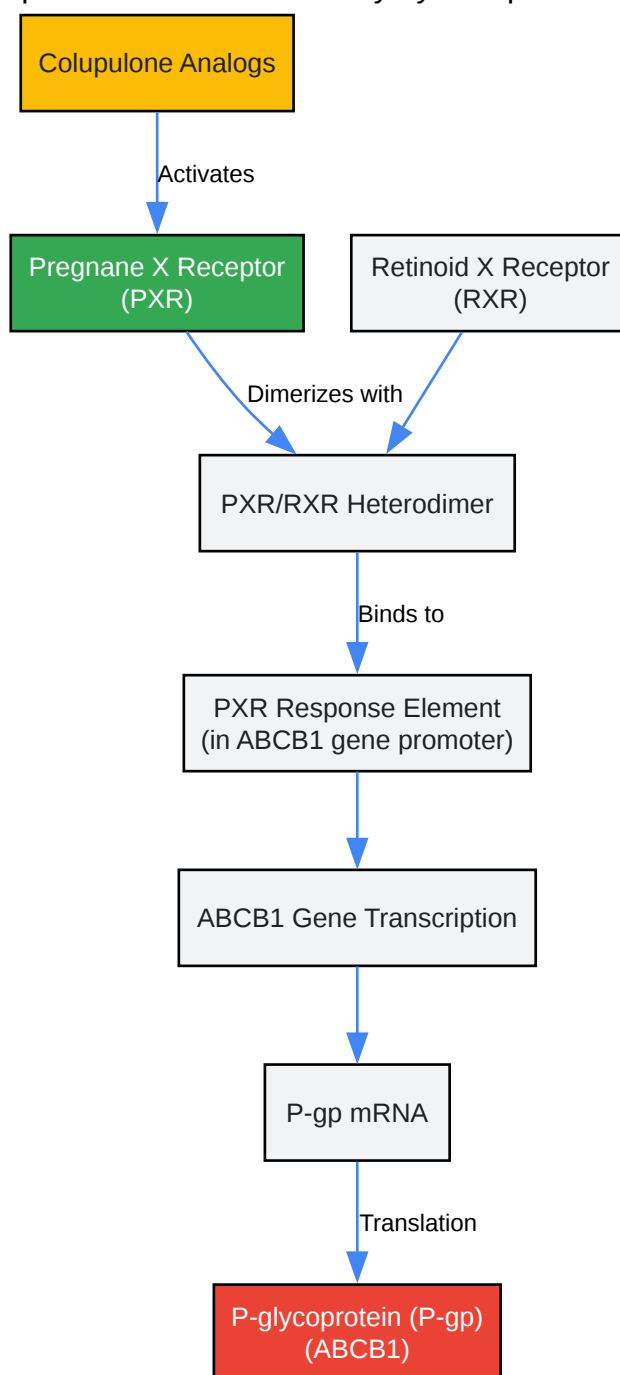 Colupulone Analogs
Activates
Pregnane X Receptor
(PXR)
Retinoid X Receptor
(RXR)
Dimerizes with
PXR/RXR Heterodimer
Binds to
PXR Response Element
(in ABCB1 gene promoter)
ABCB1 Gene Transcription
P-gp mRNA
Translation
P-glycoprotein (P-gp)
(ABCB1)